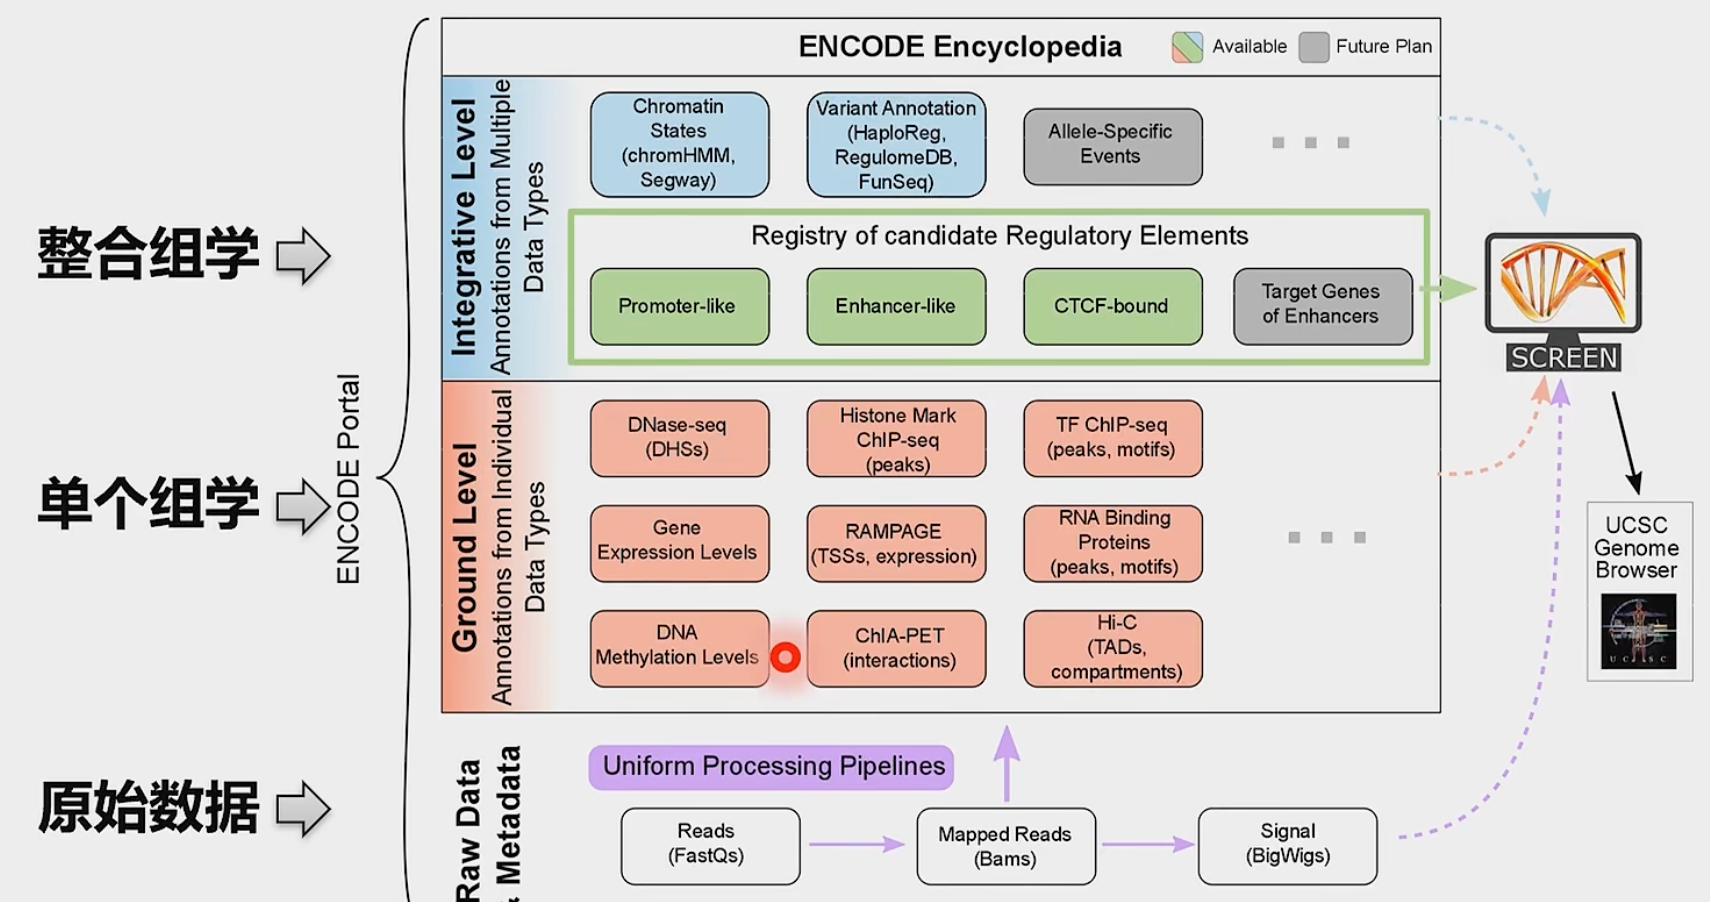 ENCODE Encyclopedia
Available
Future Plan
整合组学
单个组学
原始数据
ENCODE Portal
Integrative Level
Annotations from Multiple
Data Types
Chromatin
States
(chromHMM,
Segway)
Variant Annotation
(HaploReg,
RegulomeDB,
FunSeq)
Allele-Specific
Events
Registry of candidate Regulatory Elements
Promoter-like
Enhancer-like
CTCF-bound
Target Genes
of Enhancers
Ground Level
Annotations from Individual
Data Types
DNase-seq
(DHSs)
Histone Mark
ChIP-seq
(peaks)
TF ChIP-seq
(peaks, motifs)
Gene
Expression Levels
RAMPAGE
(TSSs, expression)
RNA Binding
Proteins
(peaks, motifs)
DNA
Methylation Levels
ChIA-PET
(interactions)
Hi-C
(TADs,
compartments)
Raw Data
& Metadata
Uniform Processing Pipelines
Reads
(FastQs)
Mapped Reads
(Bams)
Signal
(BigWigs)
SCREEN
UCSC
Genome
Browser
UCSC